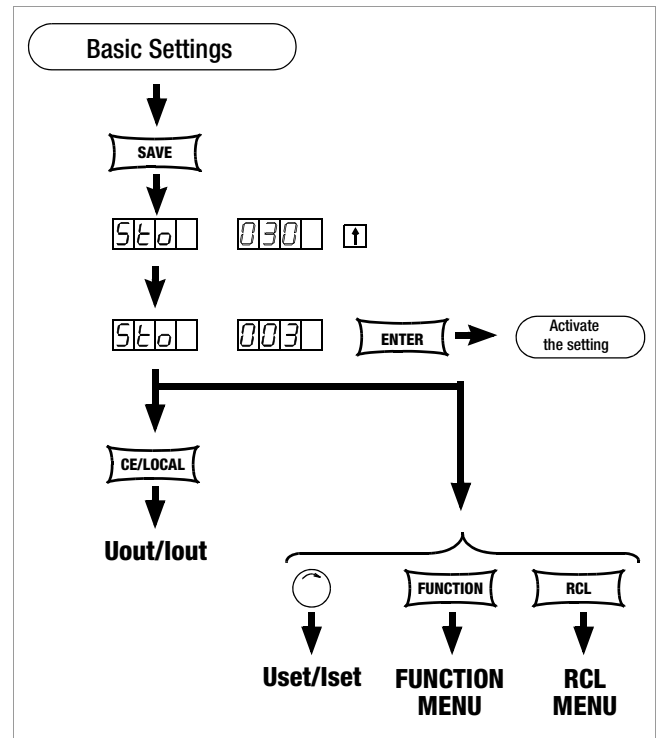 Basic Settings
SAVE
Sto 030
Sto 003 ENTER Activate
the setting
CE/LOCAL
Uout/Iout
FUNCTION RCL
Uset/Iset FUNCTION RCL
MENU MENU